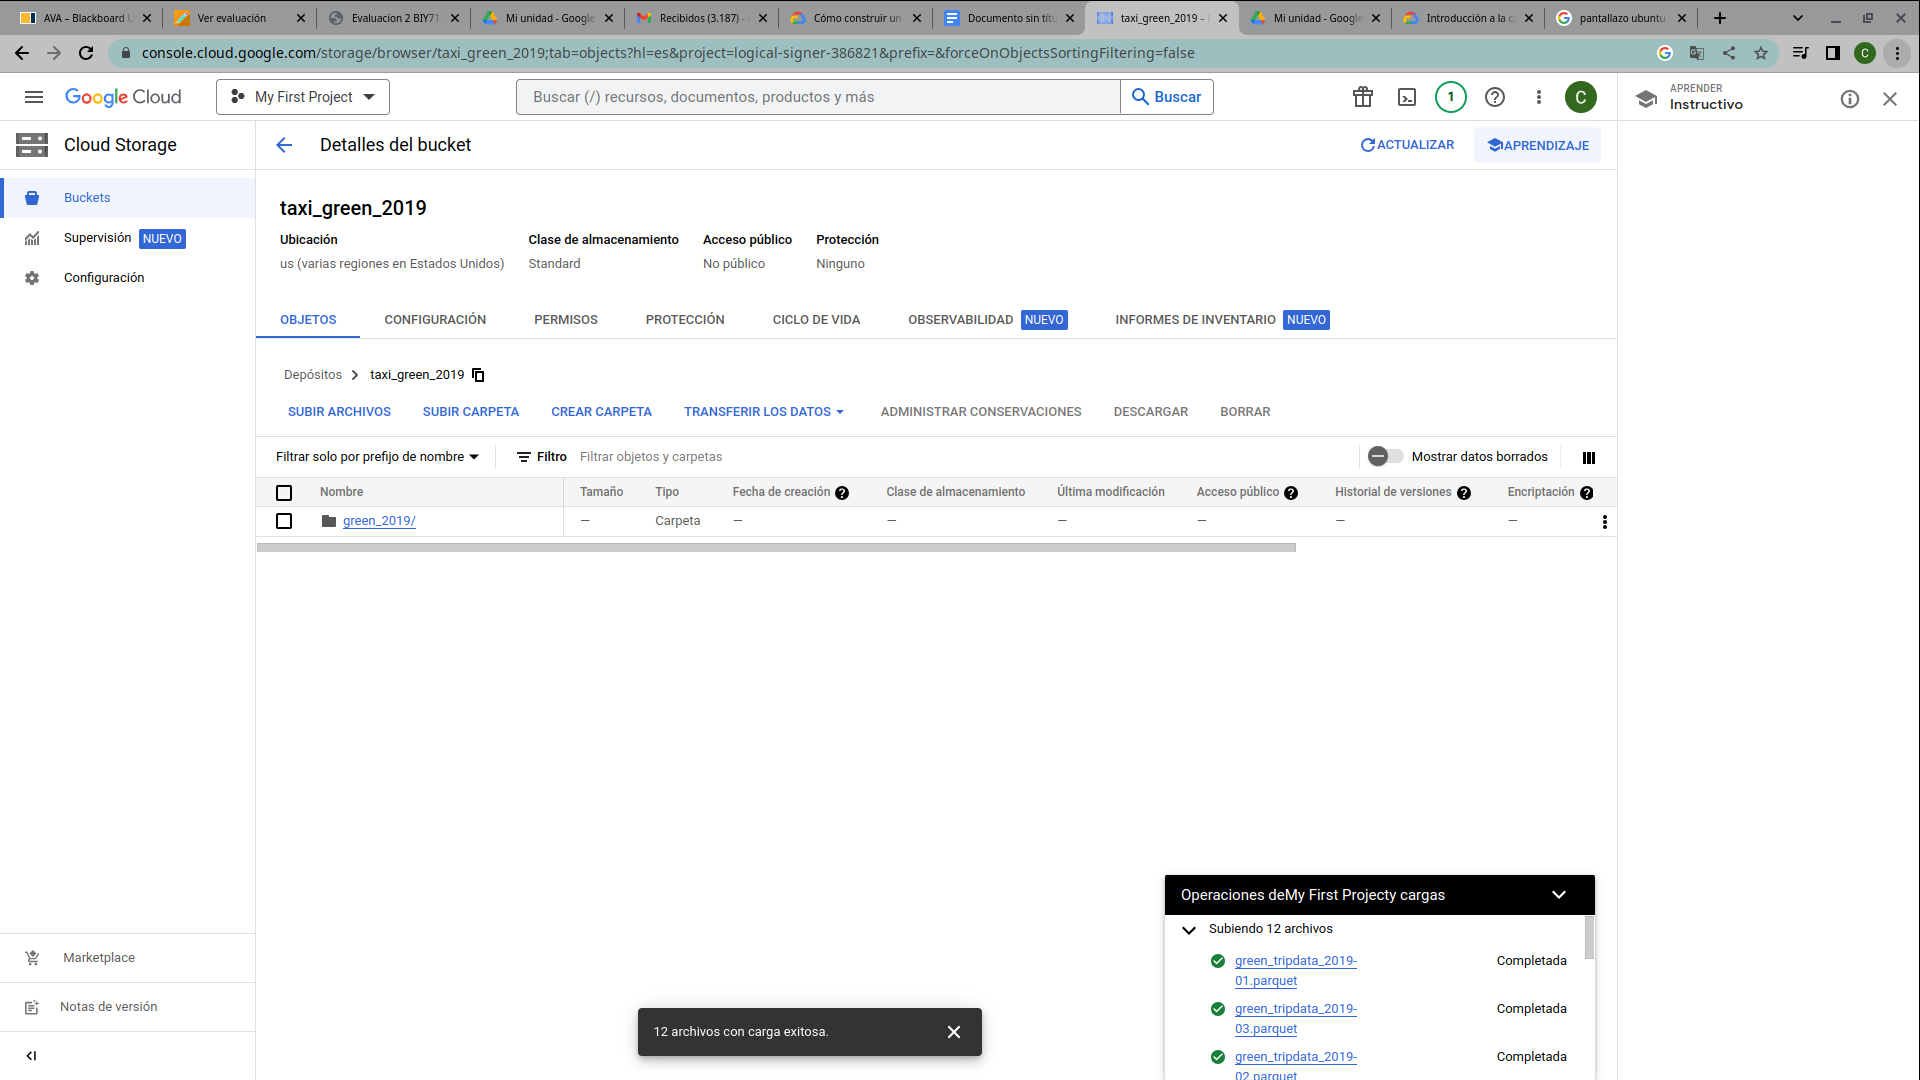 AVA – Blackboard U
Ver evaluación
Evaluacion 2 BIY71
Mi unidad - Google
Recibidos (3.187) -
Cómo construir un
Documento sin títu
taxi_green_2019 –
Mi unidad - Google
Introducción a la c
pantallazo ubuntu
console.cloud.google.com/storage/browser/taxi_green_2019;tab=objects?hl=es&project=logical-signer-386821&prefix=&forceOnObjectsSortingFiltering=false
C
Google Cloud
My First Project
Buscar (/) recursos, documentos, productos y más
Buscar
1
C
APRENDER
Instructivo
Cloud Storage
Detalles del bucket
ACTUALIZAR
APRENDIZAJE
Buckets
Supervisión NUEVO
Configuración
taxi_green_2019
Ubicación
Clase de almacenamiento
Acceso público
Protección
us (varias regiones en Estados Unidos)
Standard
No público
Ninguno
OBJETOS
CONFIGURACIÓN
PERMISOS
PROTECCIÓN
CICLO DE VIDA
OBSERVABILIDAD NUEVO
INFORMES DE INVENTARIO NUEVO
Depósitos > taxi_green_2019
SUBIR ARCHIVOS
SUBIR CARPETA
CREAR CARPETA
TRANSFERIR LOS DATOS
ADMINISTRAR CONSERVACIONES
DESCARGAR
BORRAR
Filtrar solo por prefijo de nombre
Filtro
Filtrar objetos y carpetas
Mostrar datos borrados
Nombre
Tamaño
Tipo
Fecha de creación
Clase de almacenamiento
Última modificación
Acceso público
Historial de versiones
Encriptación
green_2019/
—
Carpeta
—
—
—
—
—
—
Marketplace
Notas de versión
Operaciones deMy First Projecty cargas
Subiendo 12 archivos
green_tripdata_2019-
01.parquet
Completada
green_tripdata_2019-
03.parquet
Completada
green_tripdata_2019-
02.parquet
Completada
12 archivos con carga exitosa.